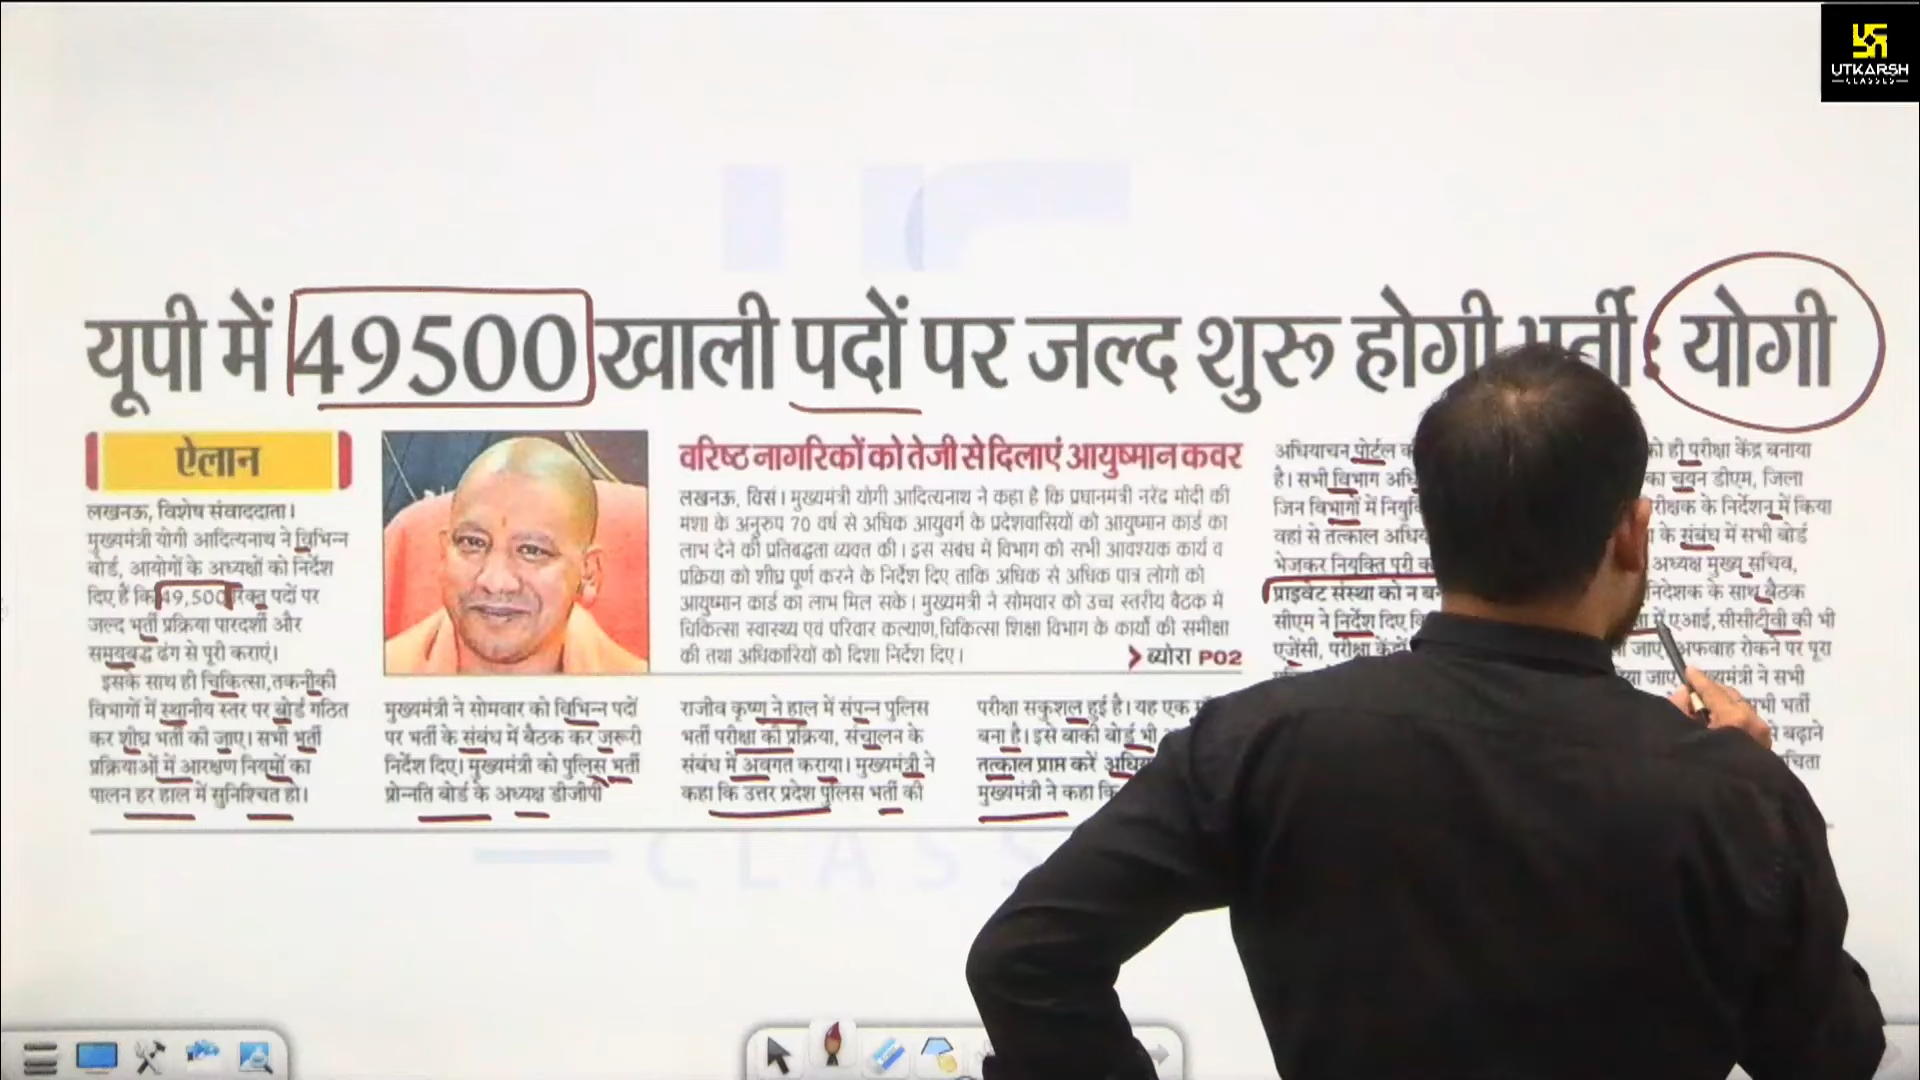 UTKARSH
CLASSES
यूपी में 49500 खाली पदों पर जल्द शुरू होगी भर्ती: योगी
ऐलान
लखनऊ, विशेष संवाददाता।
मुख्यमंत्री योगी आदित्यनाथ ने विभिन्न
बोर्ड, आयोगों के अध्यक्षों को निर्देश
दिए हैं कि 49,500 रिक्त पदों पर
जल्द भर्ती प्रक्रिया पारदर्शी और
समयबद्ध ढंग से पूरी कराएं।
इसके साथ ही चिकित्सा, तकनीकी
विभागों में स्थानीय स्तर पर बोर्ड गठित
कर शीघ्र भर्ती की जाए। सभी भर्ती
प्रक्रियाओं में आरक्षण नियमों का
पालन हर हाल में सुनिश्चित हो।
मुख्यमंत्री ने सोमवार को विभिन्न पदों
पर भर्ती के संबंध में बैठक कर जरूरी
निर्देश दिए। मुख्यमंत्री को पुलिस भर्ती
प्रोन्नति बोर्ड के अध्यक्ष डीजीपी
वरिष्ठ नागरिकों को तेजी से दिलाएं आयुष्मान कवर
लखनऊ, विसं। मुख्यमंत्री योगी आदित्यनाथ ने कहा है कि प्रधानमंत्री नरेंद्र मोदी की
मंशा के अनुरुप 70 वर्ष से अधिक आयुवर्ग के प्रदेशवासियों को आयुष्मान कार्ड का
लाभ देने की प्रतिबद्धता व्यक्त की। इस संबंध में विभाग को सभी आवश्यक कार्य व
प्रक्रिया को शीघ्र पूर्ण करने के निर्देश दिए ताकि अधिक से अधिक पात्र लोगों को
आयुष्मान कार्ड का लाभ मिल सके। मुख्यमंत्री ने सोमवार को उच्च स्तरीय बैठक में
चिकित्सा स्वास्थ्य एवं परिवार कल्याण, चिकित्सा शिक्षा विभाग के कार्यों की समीक्षा
की तथा अधिकारियों को दिशा निर्देश दिए।
ब्योरा P02
राजीव कृष्ण ने हाल में संपन्न पुलिस
भर्ती परीक्षा की प्रक्रिया, संचालन के
संबंध में अवगत कराया। मुख्यमंत्री ने
कहा कि उत्तर प्रदेश पुलिस भर्ती की
परीक्षा सकुशल हुई है। यह एक
बना है। इसे बाकी बोर्ड भी
तत्काल प्राप्त करें
मुख्यमंत्री ने कहा कि
अधियाचन पोर्टल
है। सभी विभाग
जिन विभागों में
वहां से तत्काल
भेजकर नियुक्ति पूरी
प्राइवेट संस्था को न
सीएम ने निर्देश दिए
एजेंसी, परीक्षा केंद्रों
ही परीक्षा केंद्र बनाया
का चयन डीएम, जिला
के निर्देशन में किया
के संबंध में सभी बोर्ड
अध्यक्ष मुख्य सचिव,
के साथ बैठक
में एआई, सीसीटीवी की भी
जाए अफवाह रोकने पर पूरा
जाए ने सभी
भर्ती
बढ़ाने
CLASS